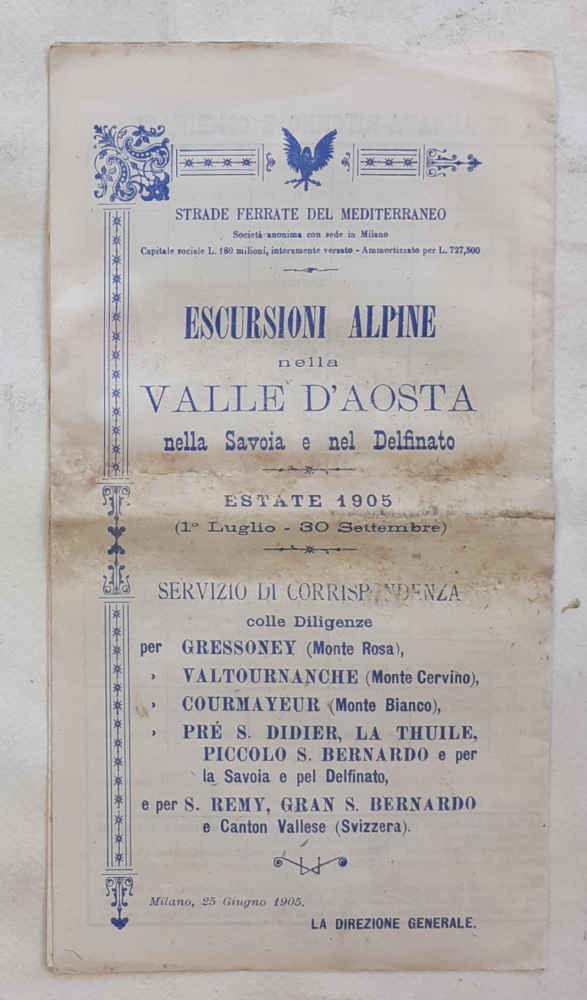 STRADE FERRATE DEL MEDITERRANEO
Società anonima con sede in Milano
Capitale sociale L. 180 milioni, interamente versato - Ammortizzato per L. 727,500
ESCURSIONI ALPINE
nella
VALLE D'AOSTA
nella Savoia e nel Delfinato
ESTATE 1905
(1º Luglio - 30 Settembre)
SERVIZIO DI CORRISPONDENZA
colle Diligenze
per GRESSONEY (Monte Rosa),
› VALTOURNANCHE (Monte Cervino),
› COURMAYEUR (Monte Bianco),
› PRÉ S. DIDIER, LA THUILE,
PICCOLO S. BERNARDO e per
la Savoia e pel Delfinato,
e per S. REMY, GRAN S. BERNARDO
e Canton Vallese (Svizzera).
Milano, 25 Giugno 1905.
LA DIREZIONE GENERALE.